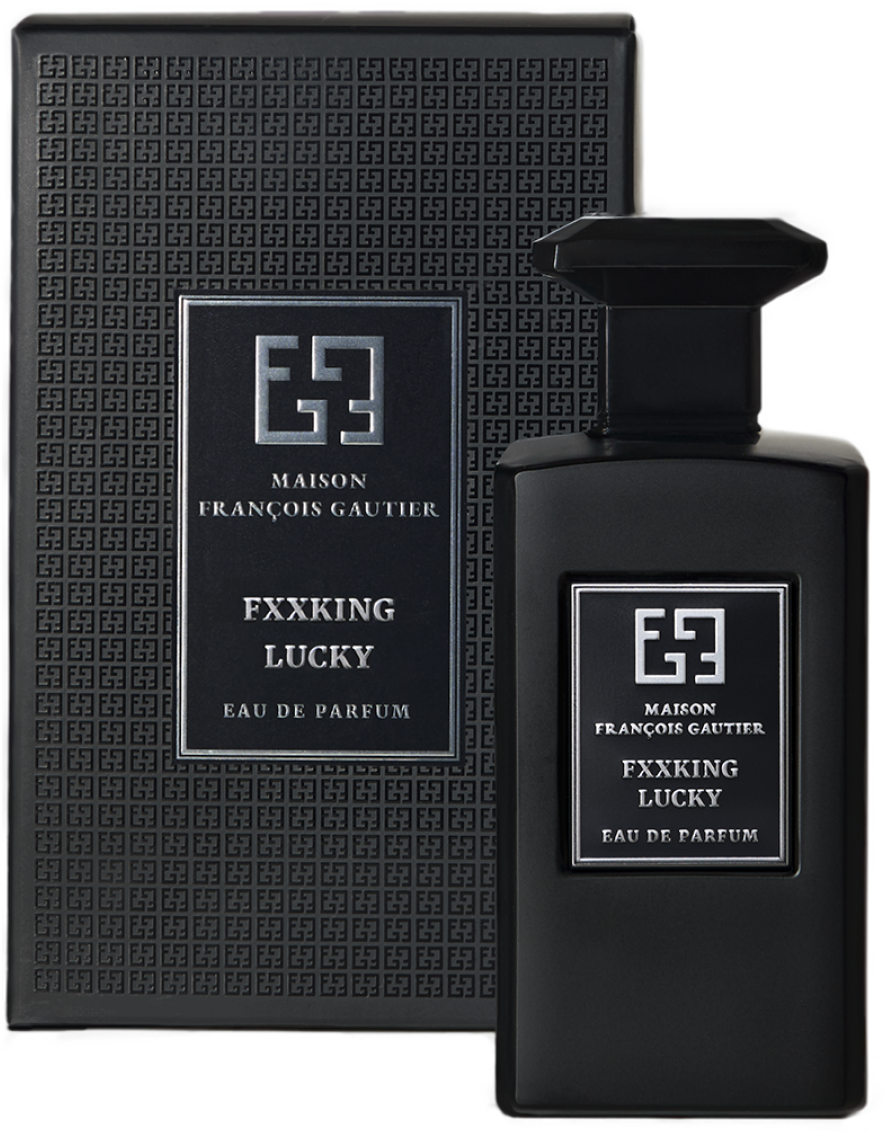 MAISON
FRANÇOIS GAUTIER
FXXKING
LUCKY
EAU DE PARFUM
MAISON
FRANÇOIS GAUTIER
FXXKING
LUCKY
EAU DE PARFUM